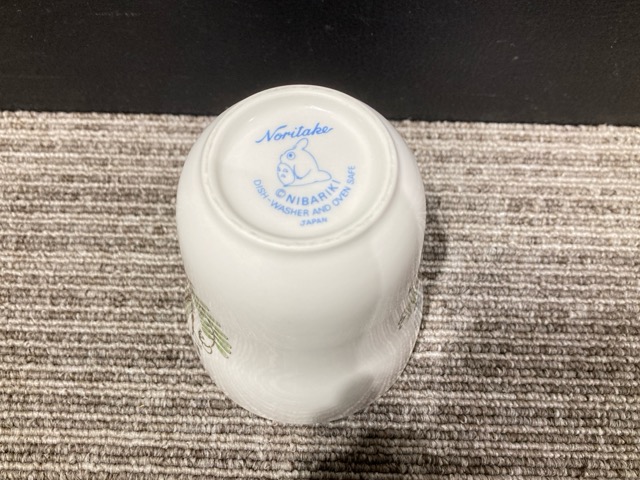 Noritake
©NIBARIKI
DISH-WASHER AND OVEN SAFE
JAPAN